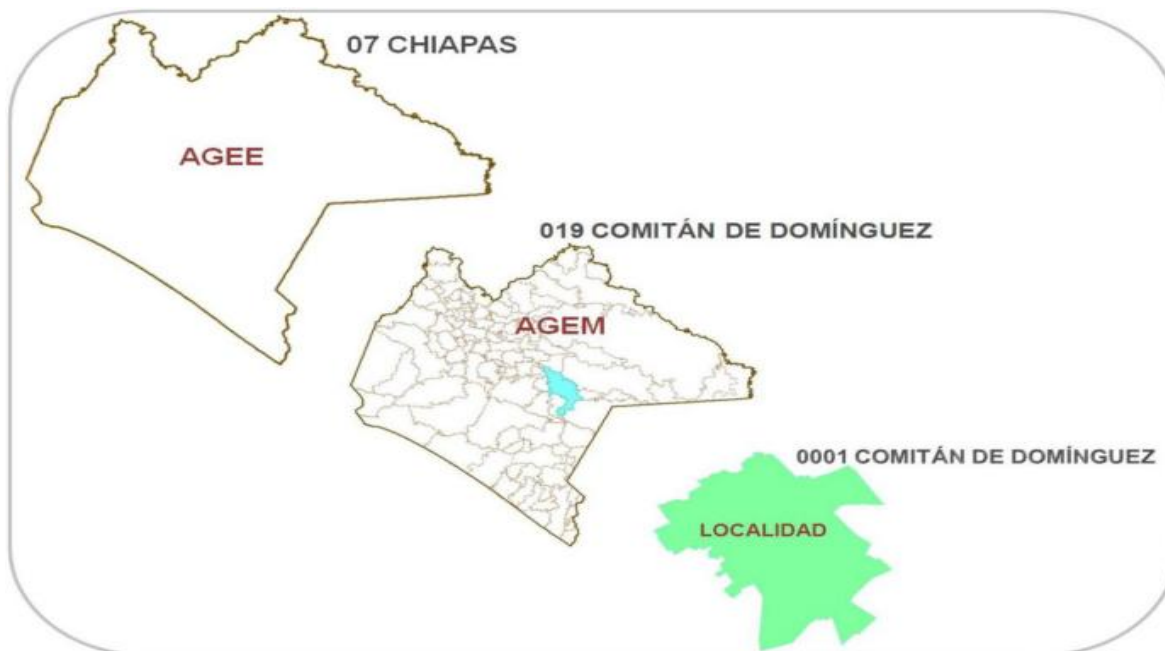 07 CHIAPAS
AGEE
019 COMITÁN DE DOMÍNGUEZ
AGEM
0001 COMITÁN DE DOMÍNGUEZ
LOCALIDAD